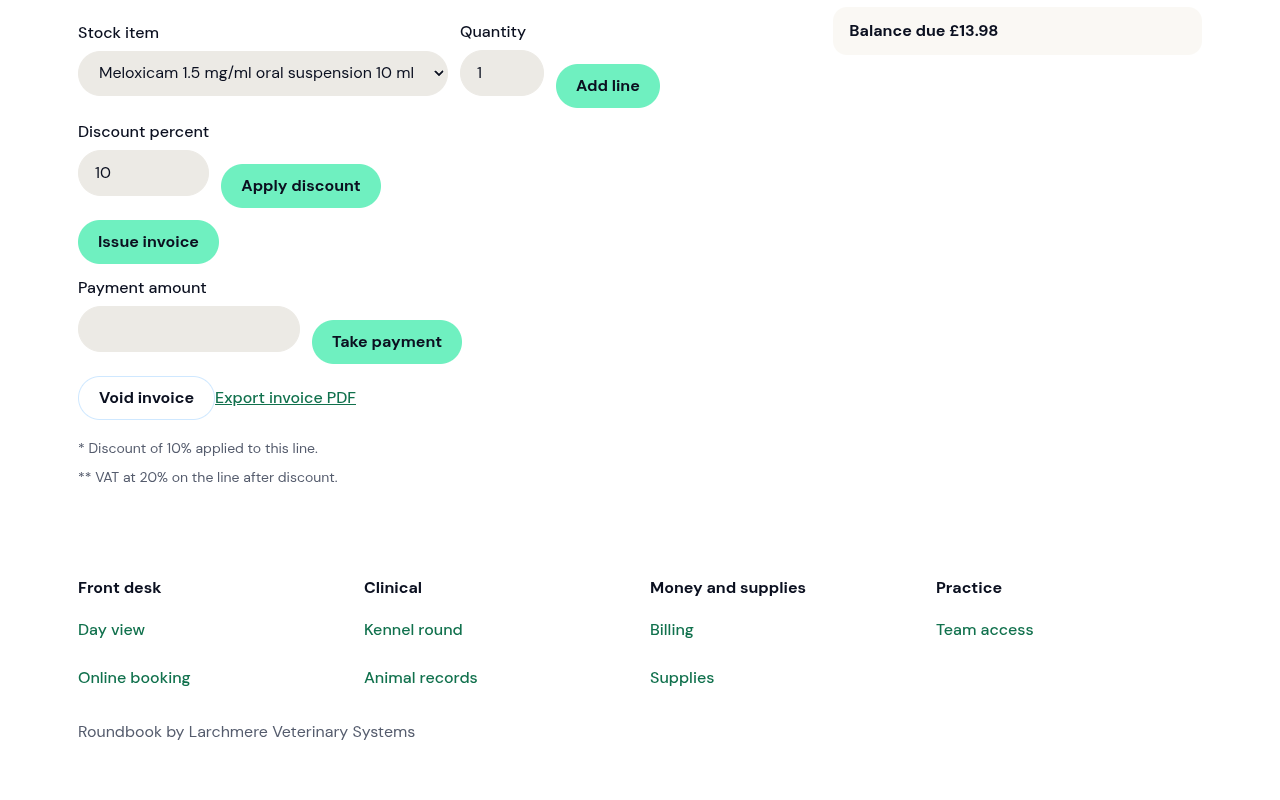 Stock item
Quantity
Balance due £13.98
Meloxicam 1.5 mg/ml oral suspension 10 ml
1
Add line
Discount percent
10
Apply discount
Issue invoice
Payment amount
Take payment
Void invoice
Export invoice PDF
* Discount of 10% applied to this line.
** VAT at 20% on the line after discount.
Front desk
Day view
Online booking
Clinical
Kennel round
Animal records
Money and supplies
Billing
Supplies
Practice
Team access
Roundbook by Larchmere Veterinary Systems